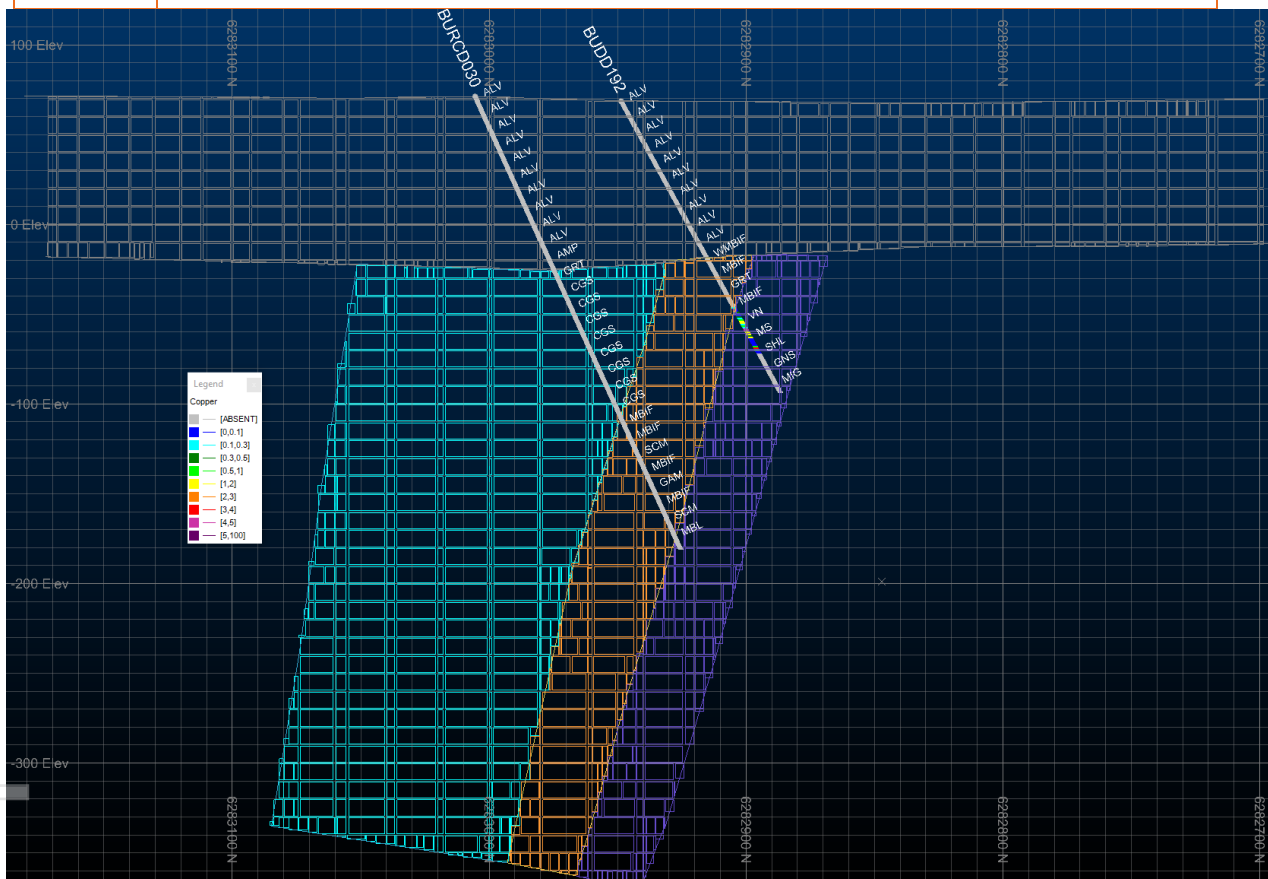 BURCD030
BUDD192
6283100 N
6283000 N
6282900 N
6282800 N
6282700 N
100 Elev
0 Elev
-100 Elev
-200 Elev
-300 Elev
ALV
ALV
ALV
ALV
ALV
ALV
ALV
ALV
ALV
ALV
AMP
GRT
CGS
CGS
CGS
CGS
CGS
CGS
CGS
CGS
MBIF
MBIF
SCM
MBIF
GAM
MBIF
SCM
MBL
ALV
ALV
ALV
ALV
ALV
ALV
ALV
ALV
ALV
ALV
WMBIF
MBIF
GRT
MBIF
VN
MS
SHL
GNS
MIG
Legend
Copper
[ABSENT]
[0,0.1]
[0.1,0.3]
[0.3,0.5]
[0.5,1]
[1,2]
[2,3]
[3,4]
[4,5]
[5,100]
6283100 N
6283000 N
6282900 N
6282800 N
6282700 N